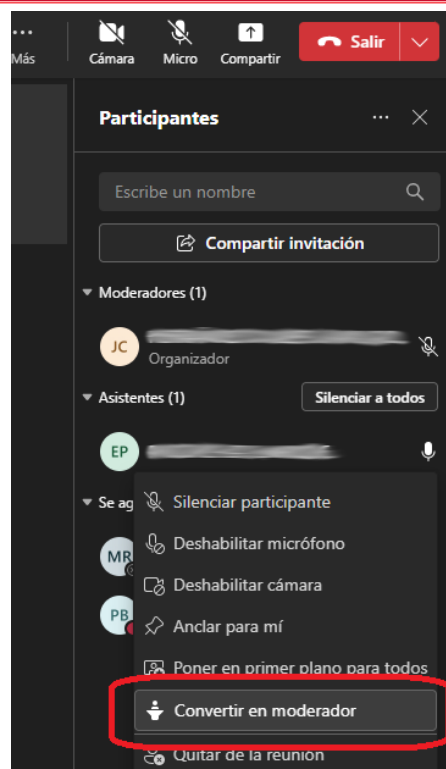 Más
Cámara
Micro
Compartir
Salir
Participantes
Escribe un nombre
Compartir invitación
Moderadores (1)
JC
Organizador
Asistentes (1)
Silenciar a todos
EP
Se ag
Silenciar participante
MR
Deshabilitar micrófono
Deshabilitar cámara
PB
Anclar para mí
Poner en primer plano para todos
Convertir en moderador
Quitar de la reunión